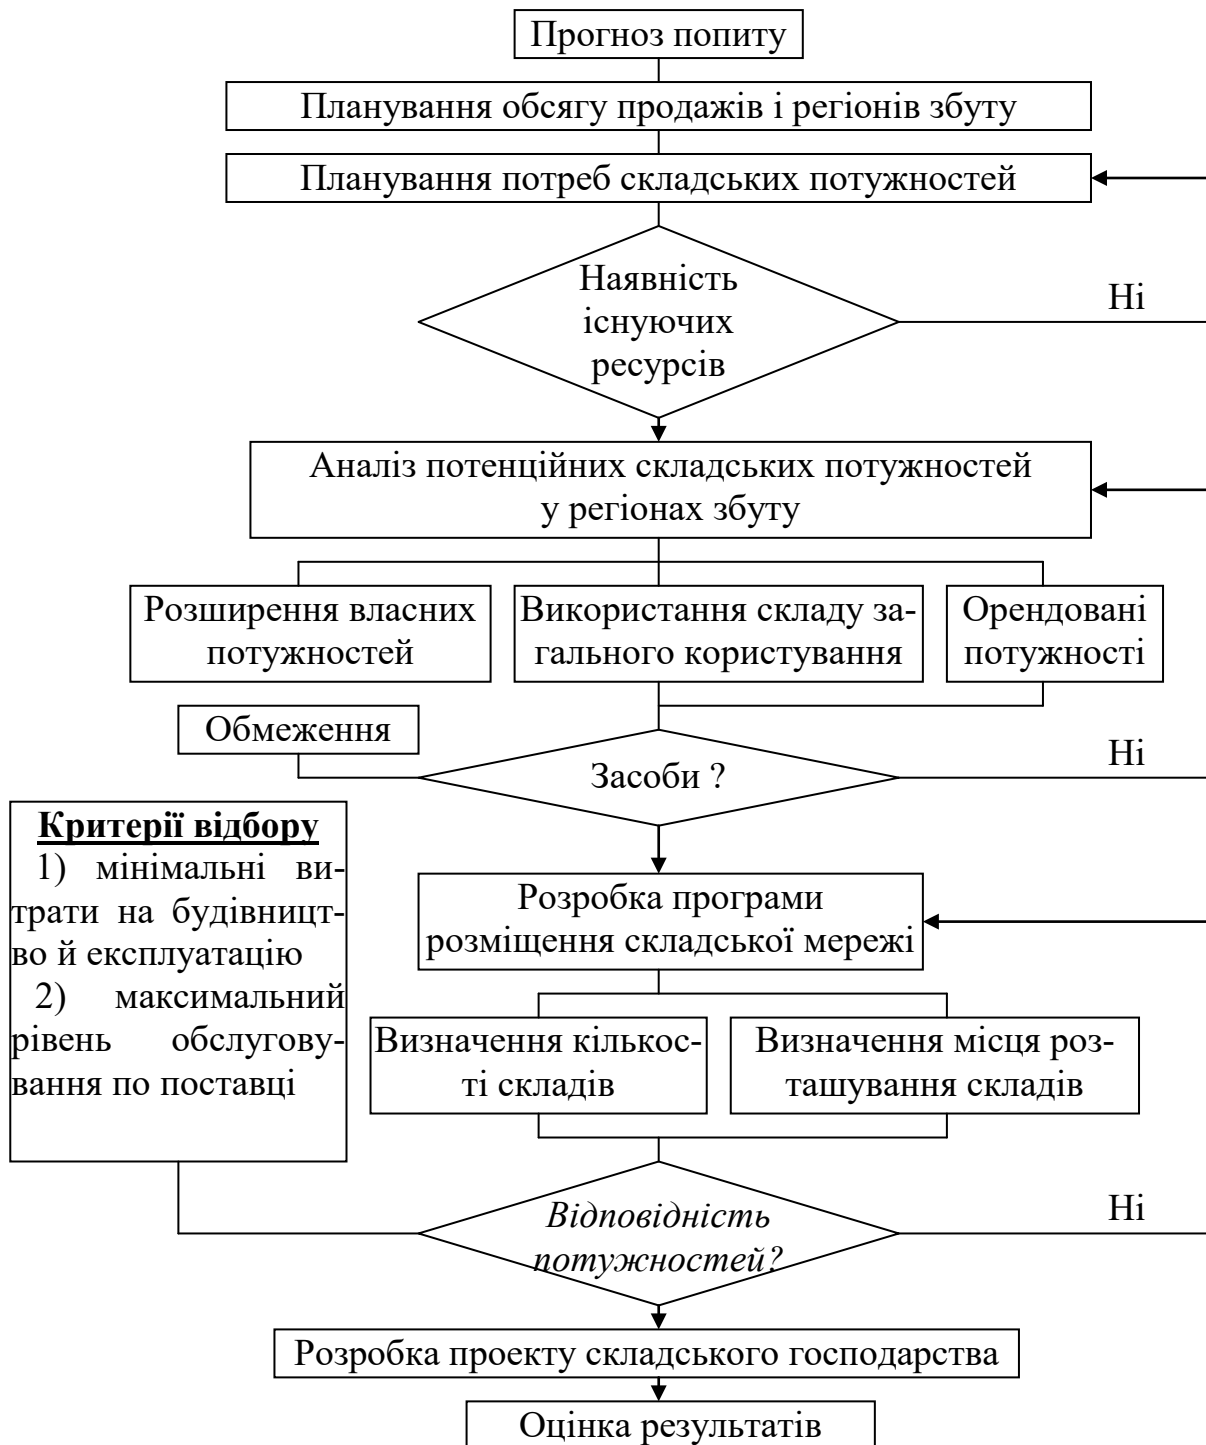 Прогноз попиту
Планування обсягу продажів і регіонів збуту
Планування потреб складських потужностей
Наявність
існуючих
ресурсів
Ні
Аналіз потенційних складських потужностей
у регіонах збуту
Розширення власних
потужностей
Використання складу за-
гального користування
Орендовані
потужності
Обмеження
Засоби ?
Ні
Критерії відбору
1) мінімальні ви-
трати на будівницт-
во й експлуатацію
2) максимальний
рівень обслугову-
вання по поставці
Розробка програми
розміщення складської мережі
Визначення кількос-
ті складів
Визначення місця роз-
ташування складів
Відповідність
потужностей?
Ні
Розробка проекту складського господарства
Оцінка результатів